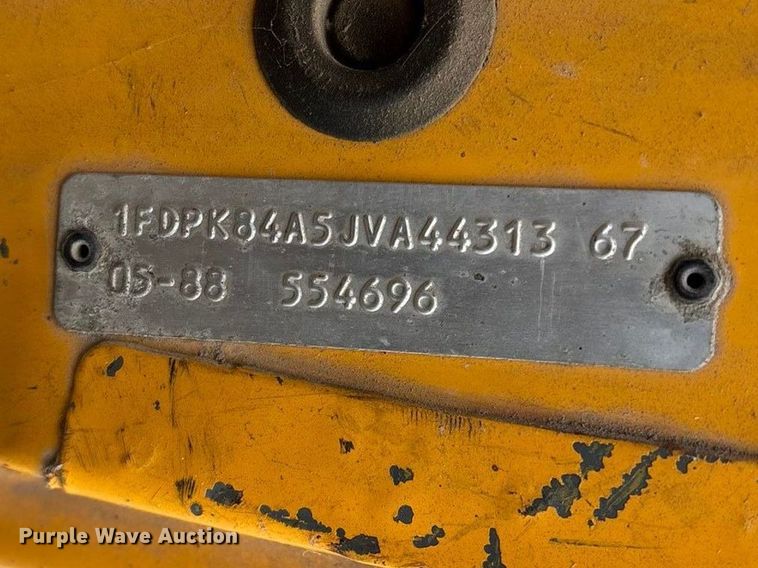 1FDPK84A5JVA44313 67
05-88 554696
Purple Wave Auction®